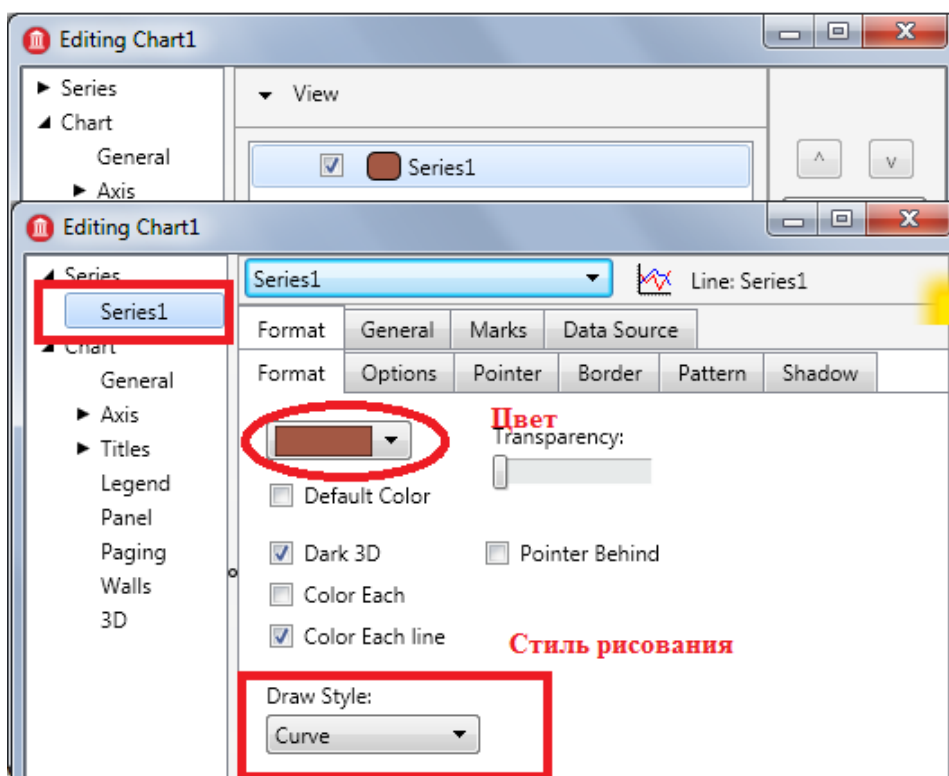 Editing Chart1
Series
View
Chart
General
Series1
Axis
Editing Chart1
Series
Series1
Line: Series1
Series1
Format General Marks Data Source
Chart
General
Format Options Pointer Border Pattern Shadow
Axis
Цвет
Transparency:
Titles
Legend
Default Color
Panel
Paging
Dark 3D
Pointer Behind
Walls
Color Each
3D
Color Each line
Стиль рисования
Draw Style:
Curve